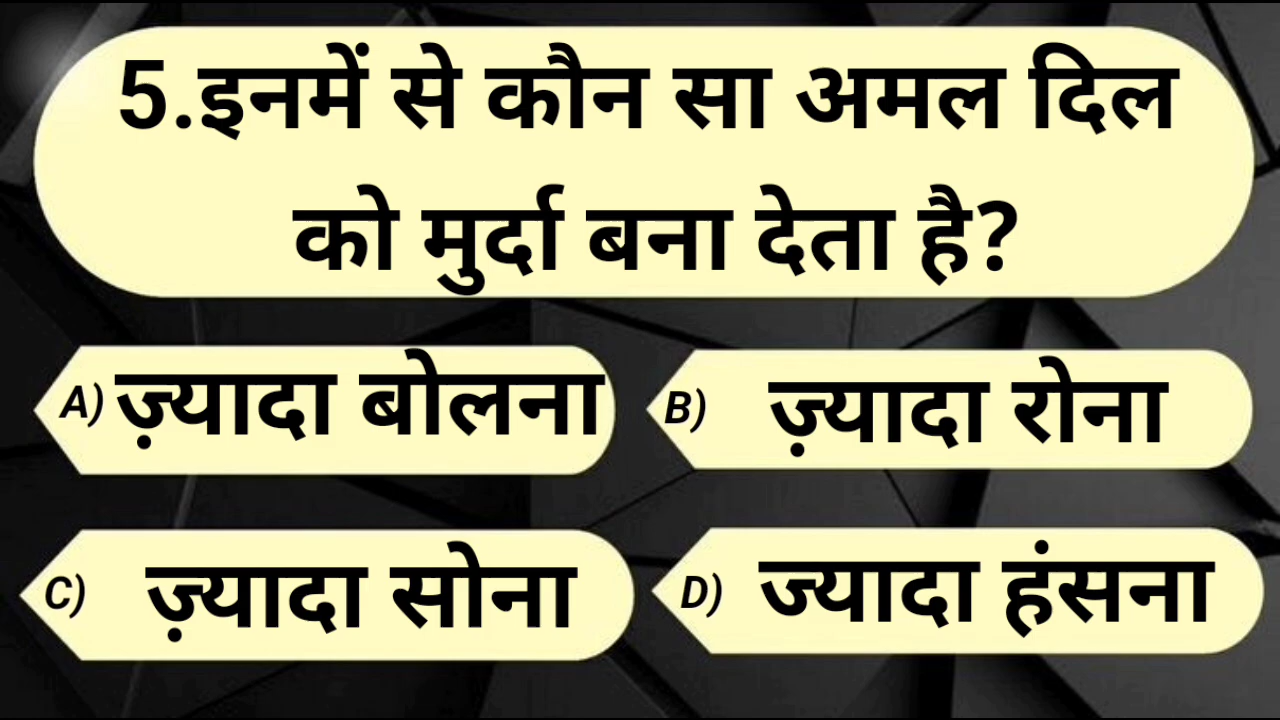 5.इनमें से कौन सा अमल दिल
को मुर्दा बना देता है?
A) ज़्यादा बोलना
B) ज़्यादा रोना
C) ज़्यादा सोना
D) ज्यादा हंसना